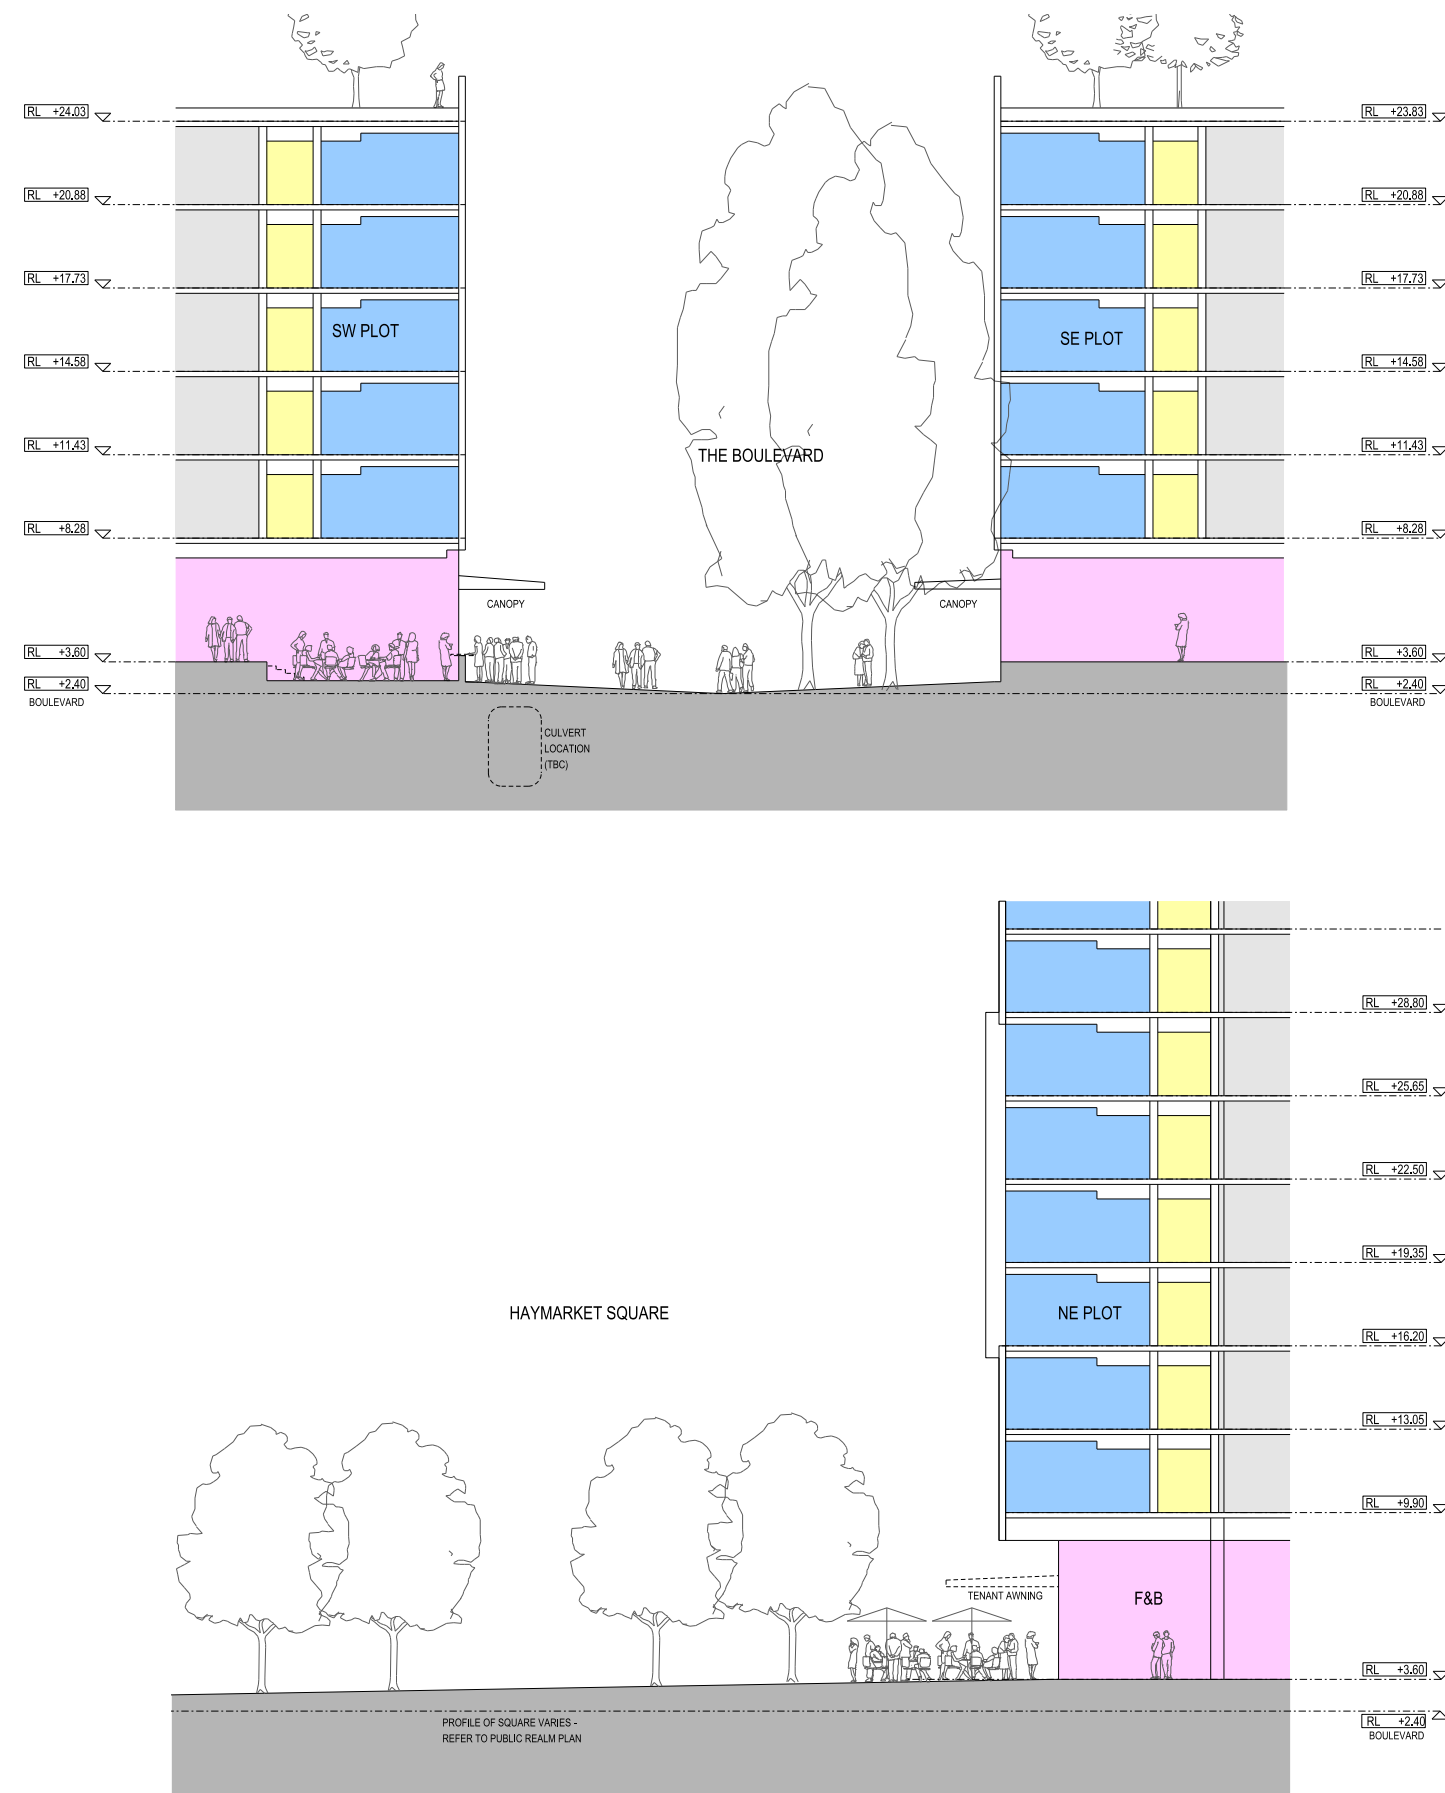 RL +24.03
RL +23.83
RL +20.88
RL +20.88
RL +17.73
RL +17.73
SW PLOT
SE PLOT
RL +14.58
RL +14.58
RL +11.43
RL +11.43
THE BOULEVARD
RL +8.28
RL +8.28
CANOPY
CANOPY
RL +3.60
RL +3.60
RL +2.40
BOULEVARD
RL +2.40
BOULEVARD
CULVERT
LOCATION
(TBC)
RL +28.80
RL +25.65
RL +22.50
RL +19.35
HAYMARKET SQUARE
NE PLOT
RL +16.20
RL +13.05
RL +9.90
TENANT AWNING
F&B
RL +3.60
PROFILE OF SQUARE VARIES -
REFER TO PUBLIC REALM PLAN
RL +2.40
BOULEVARD